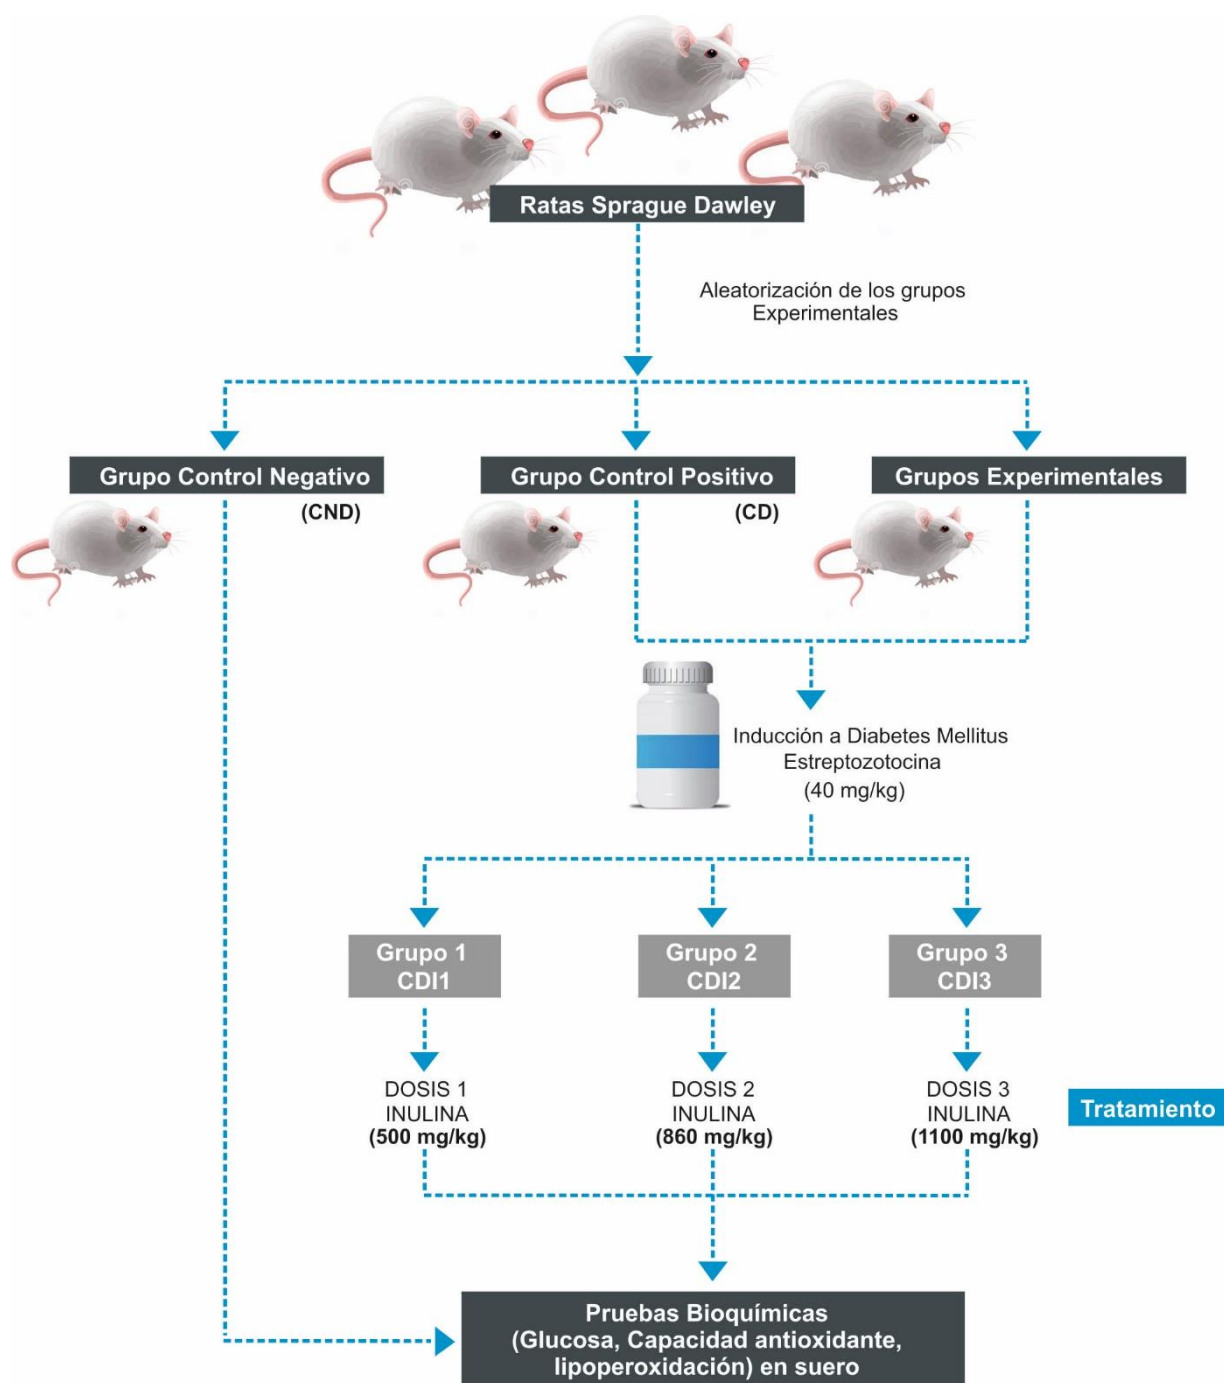 Ratas Sprague Dawley
Aleatorización de los grupos
Experimentales
Grupo Control Negativo
(CND)
Grupo Control Positivo
(CD)
Grupos Experimentales
Inducción a Diabetes Mellitus
Estreptozotocina
(40 mg/kg)
Grupo 1
CDI1
Grupo 2
CDI2
Grupo 3
CDI3
DOSIS 1
INULINA
(500 mg/kg)
DOSIS 2
INULINA
(860 mg/kg)
DOSIS 3
INULINA
(1100 mg/kg)
Tratamiento
Pruebas Bioquímicas
(Glucosa, Capacidad antioxidante,
lipoperoxidación) en suero